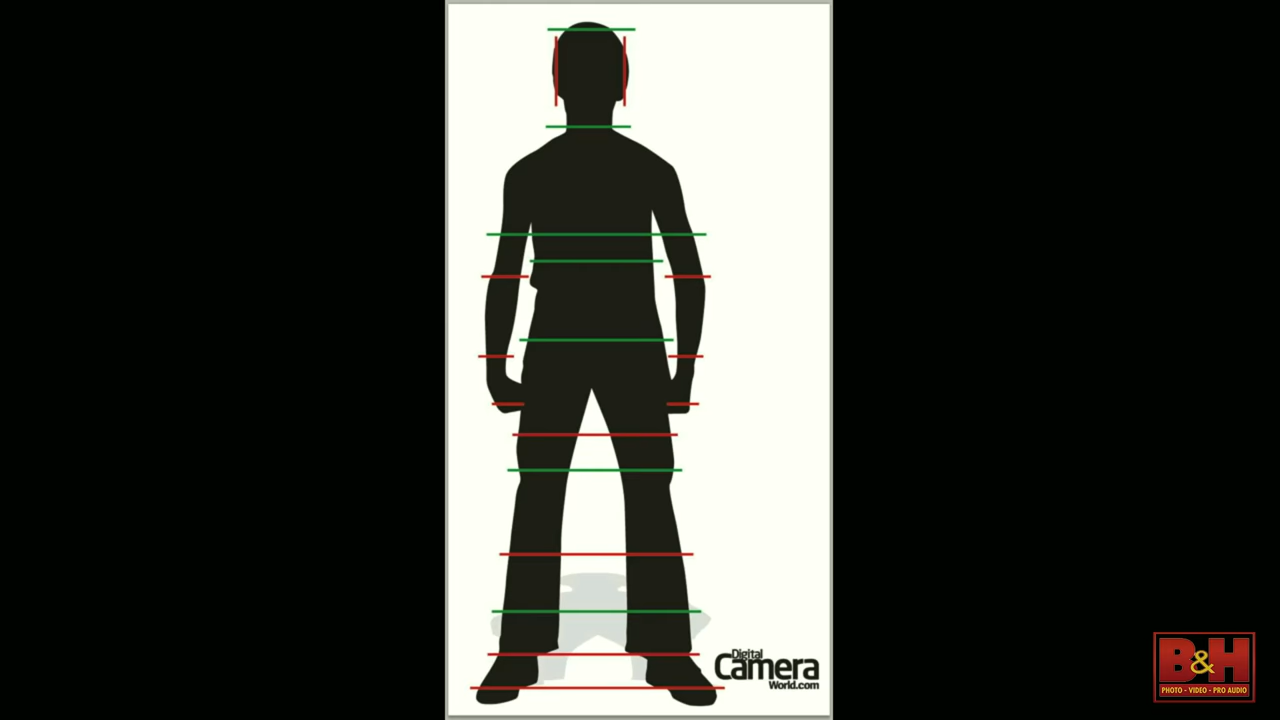 Digital
Camera
World.com
B&H
PHOTO - VIDEO - PRO AUDIO